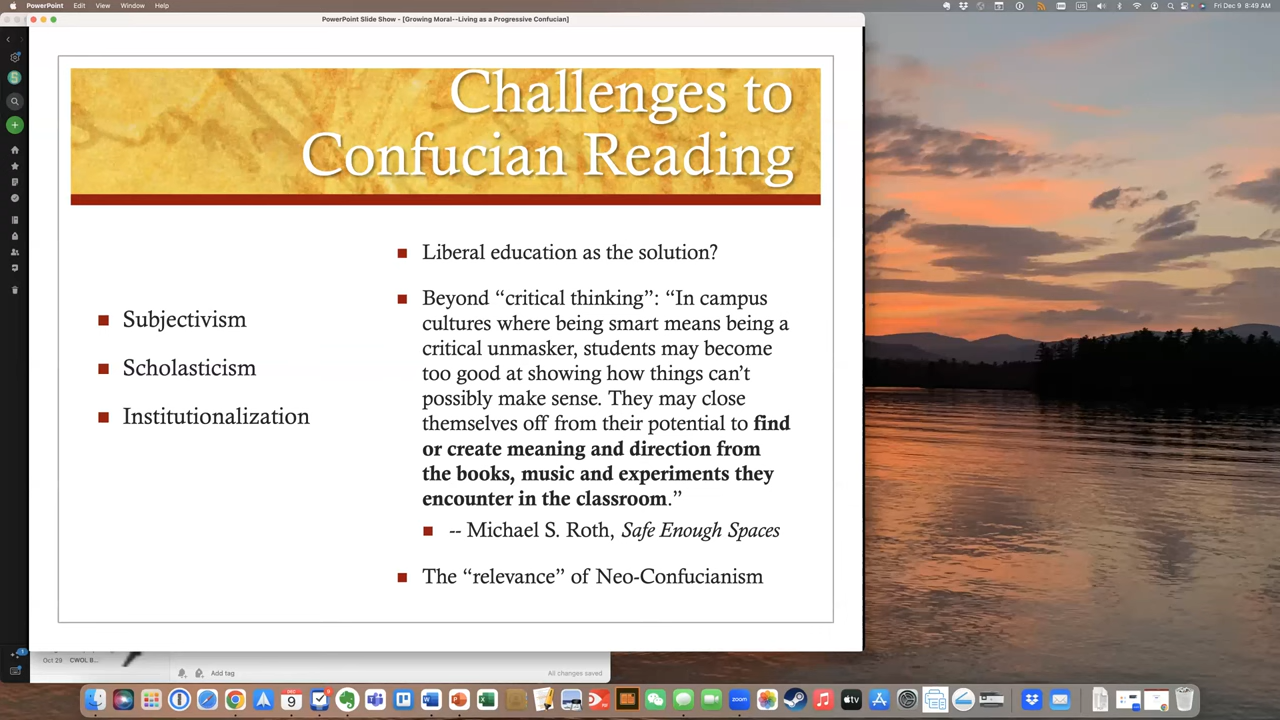 PowerPoint Edit View Window Help
Fri Dec 9 8:49 AM
PowerPoint Slide Show - [Growing Moral--Living as a Progressive Confucian]
Challenges to
Confucian Reading
■ Subjectivism
■ Scholasticism
■ Institutionalization
■ Liberal education as the solution?
■ Beyond “critical thinking”: “In campus
cultures where being smart means being a
critical unmasker, students may become
too good at showing how things can’t
possibly make sense. They may close
themselves off from their potential to find
or create meaning and direction from
the books, music and experiments they
encounter in the classroom.”
■ -- Michael S. Roth, Safe Enough Spaces
■ The “relevance” of Neo-Confucianism
Oct 29 CWOL B...
Add tag
All changes saved
zoom
tv